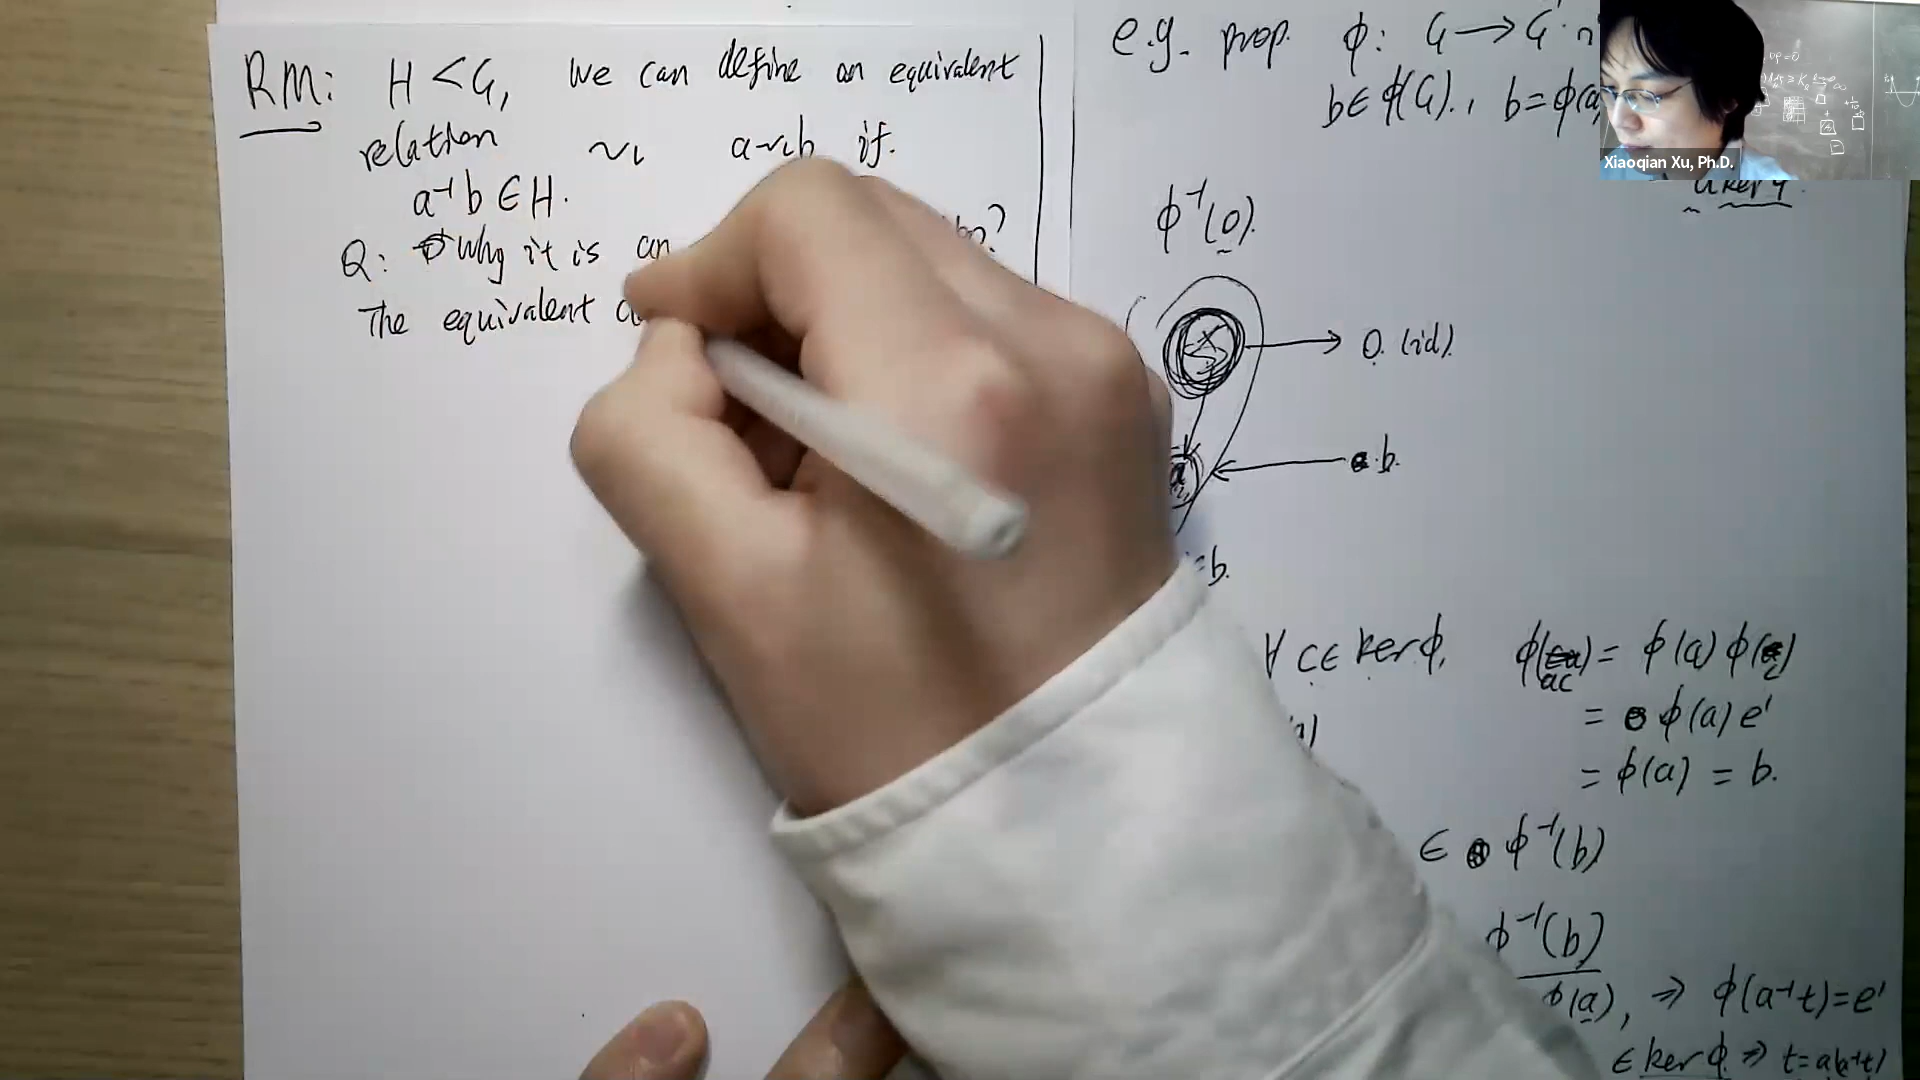 RM: H < G, we can define an equivalent
relation ~L a ~L b if.
a⁻¹b ∈ H.
Q: Why it is an
The equivalent
e.g. prop. ϕ: G → G'
b ∈ ϕ(G)., b = ϕ(a
Xiaoqian Xu, Ph.D.
a ker ϕ.
ϕ⁻¹(0).
0. (id).
b.
a
=b.
∀ c ∈ ker ϕ, ϕ(ac) = ϕ(a) ϕ(c)
= ϕ(a) e'
= ϕ(a) = b.
∈ ϕ⁻¹(b)
ϕ⁻¹(b)
ϕ(a), ⇒ ϕ(a⁻¹t)=e'
∈ ker ϕ ⇒ t=a(a⁻¹t)